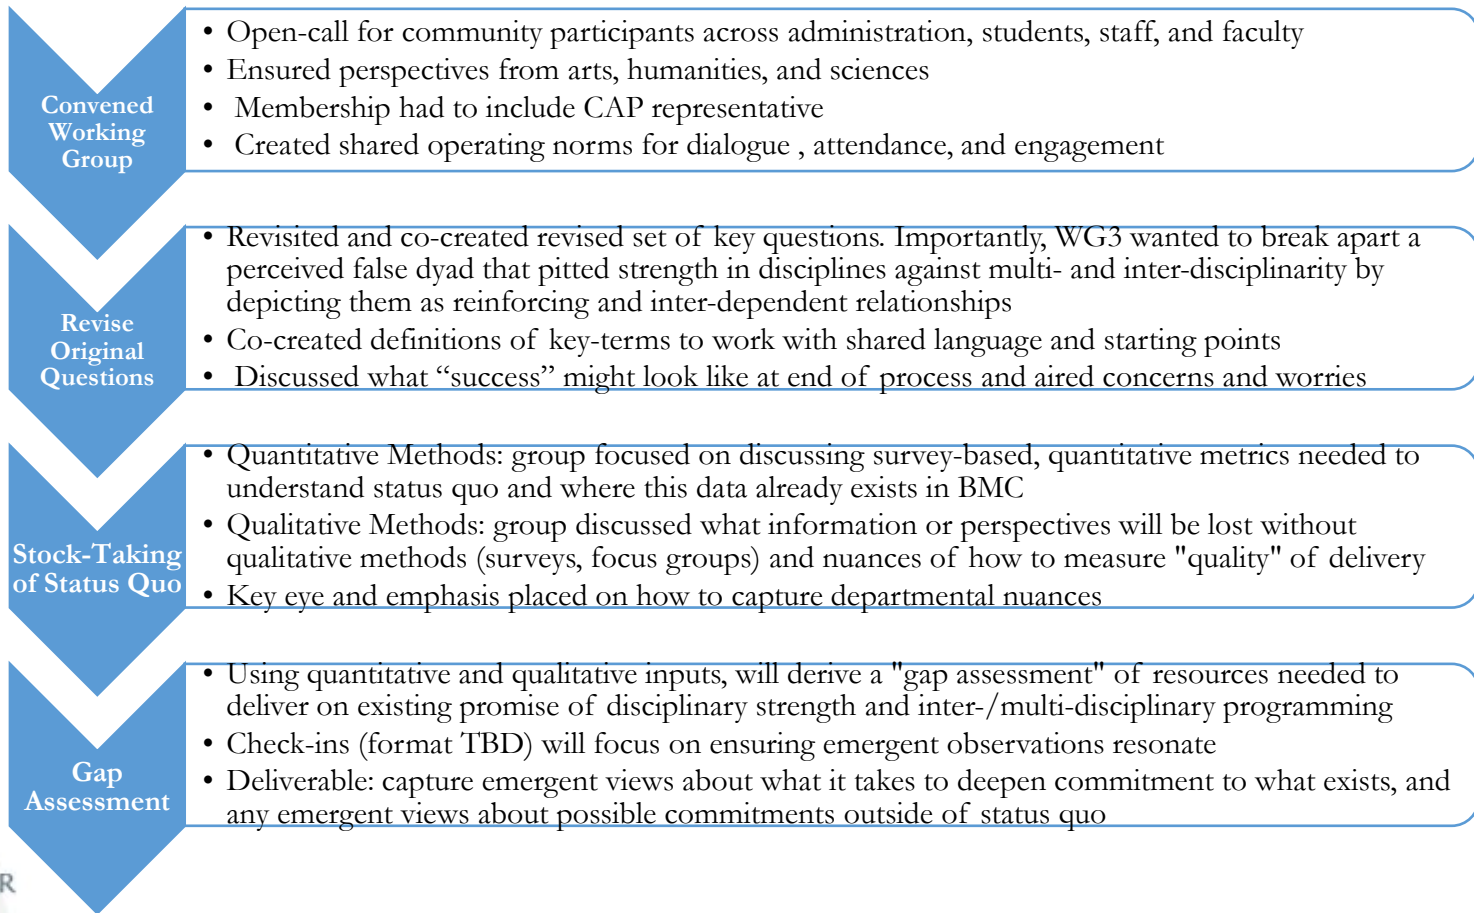 Convened
Working
Group
• Open-call for community participants across administration, students, staff, and faculty
• Ensured perspectives from arts, humanities, and sciences
• Membership had to include CAP representative
• Created shared operating norms for dialogue , attendance, and engagement
Revise
Original
Questions
• Revisited and co-created revised set of key questions. Importantly, WG3 wanted to break apart a
perceived false dyad that pitted strength in disciplines against multi- and inter-disciplinarity by
depicting them as reinforcing and inter-dependent relationships
• Co-created definitions of key-terms to work with shared language and starting points
• Discussed what “success” might look like at end of process and aired concerns and worries
Stock-Taking
of Status Quo
• Quantitative Methods: group focused on discussing survey-based, quantitative metrics needed to
understand status quo and where this data already exists in BMC
• Qualitative Methods: group discussed what information or perspectives will be lost without
qualitative methods (surveys, focus groups) and nuances of how to measure "quality" of delivery
• Key eye and emphasis placed on how to capture departmental nuances
Gap
Assessment
• Using quantitative and qualitative inputs, will derive a "gap assessment" of resources needed to
deliver on existing promise of disciplinary strength and inter-/multi-disciplinary programming
• Check-ins (format TBD) will focus on ensuring emergent observations resonate
• Deliverable: capture emergent views about what it takes to deepen commitment to what exists, and
any emergent views about possible commitments outside of status quo
R